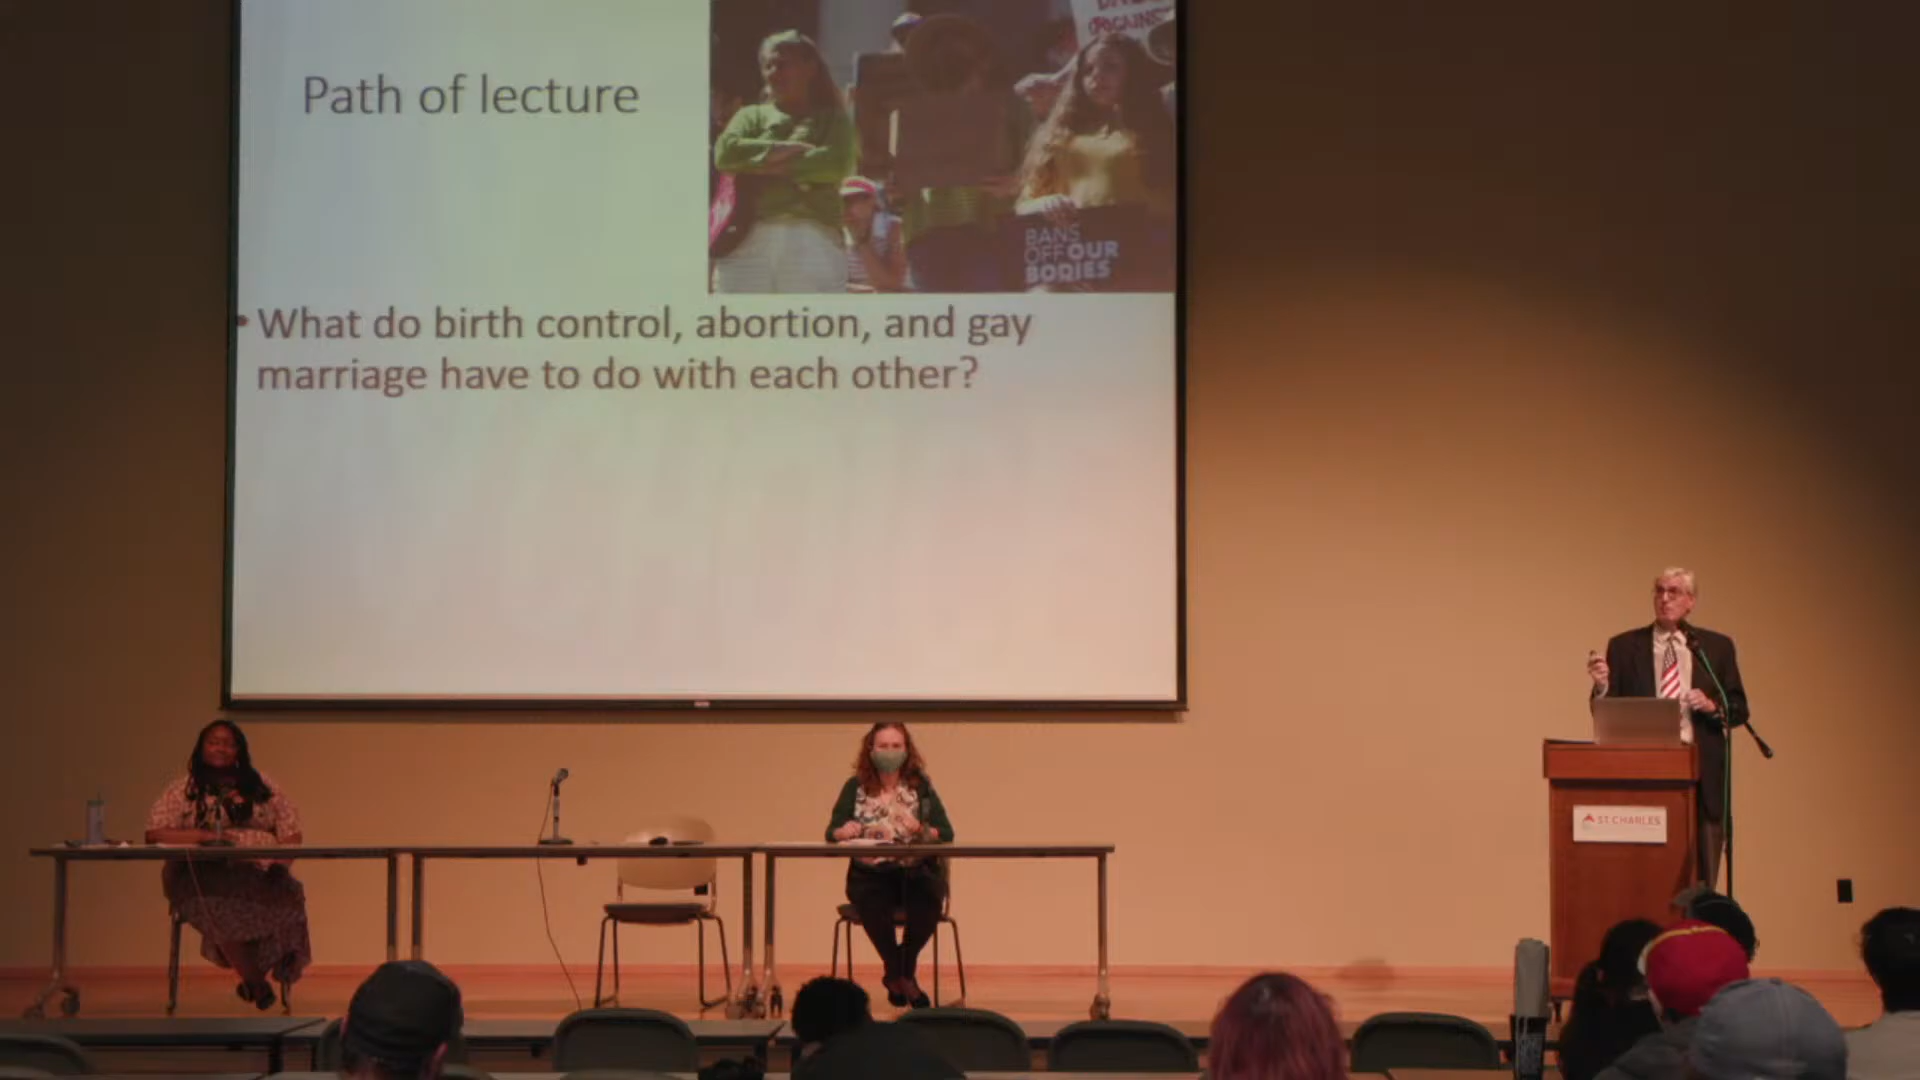 Path of lecture
BANS
OFF OUR
BODIES
• What do birth control, abortion, and gay
marriage have to do with each other?
ST CHARLES